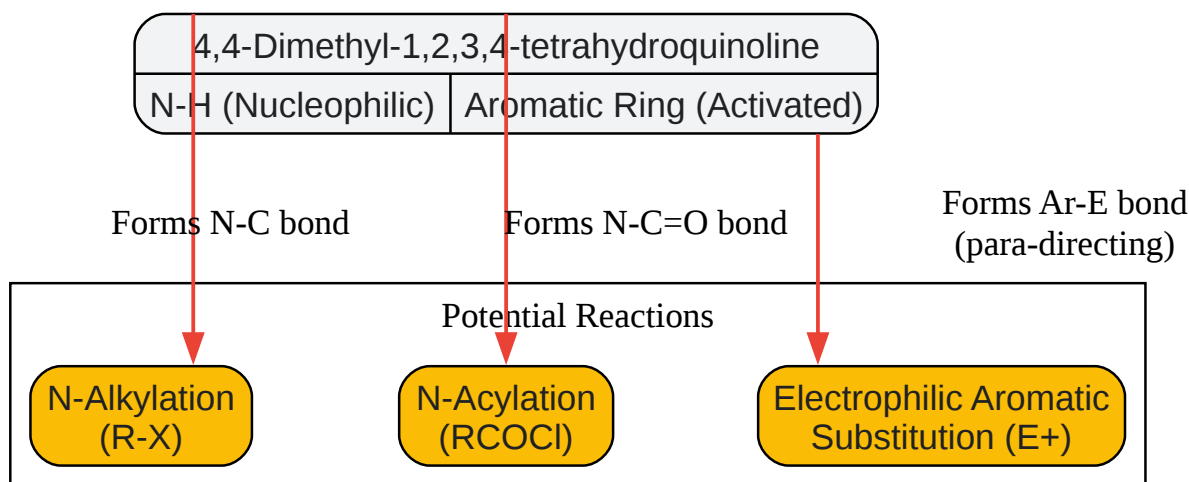 4,4-Dimethyl-1,2,3,4-tetrahydroquinoline
N-H (Nucleophilic)
Aromatic Ring (Activated)
Forms N-C bond
Forms N-C=O bond
Forms Ar-E bond
(para-directing)
Potential Reactions
N-Alkylation
(R-X)
N-Acylation
(RCOCl)
Electrophilic Aromatic
Substitution (E+)